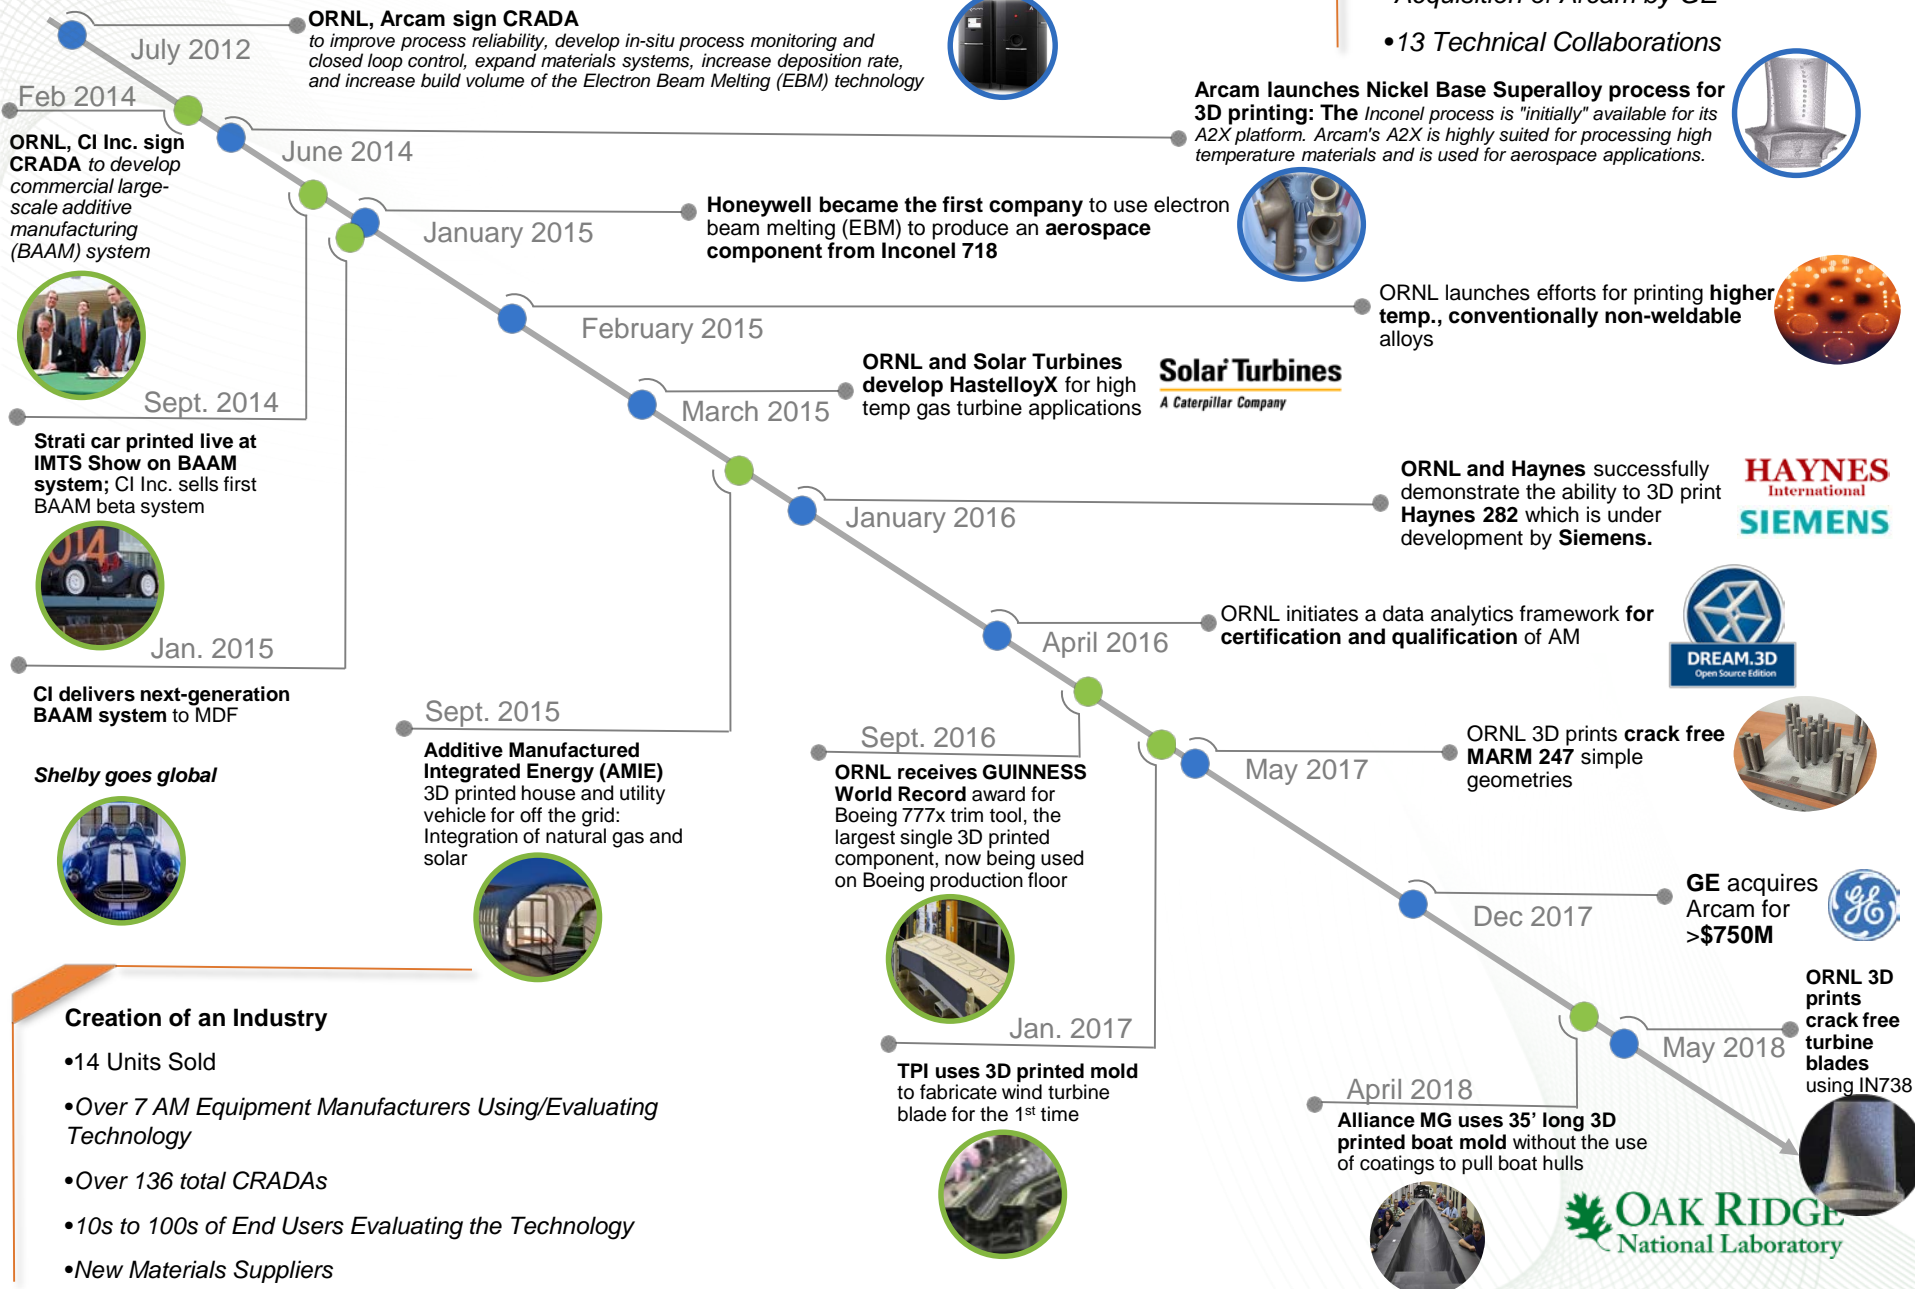 Acquisition of Arcam by GE
•13 Technical Collaborations
July 2012
ORNL, Arcam sign CRADA
to improve process reliability, develop in-situ process monitoring and
closed loop control, expand materials systems, increase deposition rate,
and increase build volume of the Electron Beam Melting (EBM) technology
Feb 2014
ORNL, CI Inc. sign
CRADA to develop
commercial large-
scale additive
manufacturing
(BAAM) system
June 2014
Arcam launches Nickel Base Superalloy process for
3D printing: The Inconel process is "initially" available for its
A2X platform. Arcam's A2X is highly suited for processing high
temperature materials and is used for aerospace applications.
January 2015
Honeywell became the first company to use electron
beam melting (EBM) to produce an aerospace
component from Inconel 718
February 2015
ORNL launches efforts for printing higher
temp., conventionally non-weldable
alloys
Sept. 2014
Strati car printed live at
IMTS Show on BAAM
system; CI Inc. sells first
BAAM beta system
014
March 2015
ORNL and Solar Turbines
develop HastelloyX for high
temp gas turbine applications
Solar Turbines
A Caterpillar Company
January 2016
ORNL and Haynes successfully
demonstrate the ability to 3D print
Haynes 282 which is under
development by Siemens.
HAYNES
International
SIEMENS
Jan. 2015
CI delivers next-generation
BAAM system to MDF
Shelby goes global
April 2016
ORNL initiates a data analytics framework for
certification and qualification of AM
DREAM.3D
Open Source Edition
Sept. 2015
Additive Manufactured
Integrated Energy (AMIE)
3D printed house and utility
vehicle for off the grid:
Integration of natural gas and
solar
Sept. 2016
ORNL receives GUINNESS
World Record award for
Boeing 777x trim tool, the
largest single 3D printed
component, now being used
on Boeing production floor
May 2017
ORNL 3D prints crack free
MARM 247 simple
geometries
Dec 2017
GE acquires
Arcam for
>$750M
GE
Jan. 2017
TPI uses 3D printed mold
to fabricate wind turbine
blade for the 1st time
May 2018
ORNL 3D
prints
crack free
turbine
blades
using IN738
April 2018
Alliance MG uses 35’ long 3D
printed boat mold without the use
of coatings to pull boat hulls
Creation of an Industry
•14 Units Sold
•Over 7 AM Equipment Manufacturers Using/Evaluating
Technology
•Over 136 total CRADAs
•10s to 100s of End Users Evaluating the Technology
•New Materials Suppliers
OAK RIDGE
National Laboratory